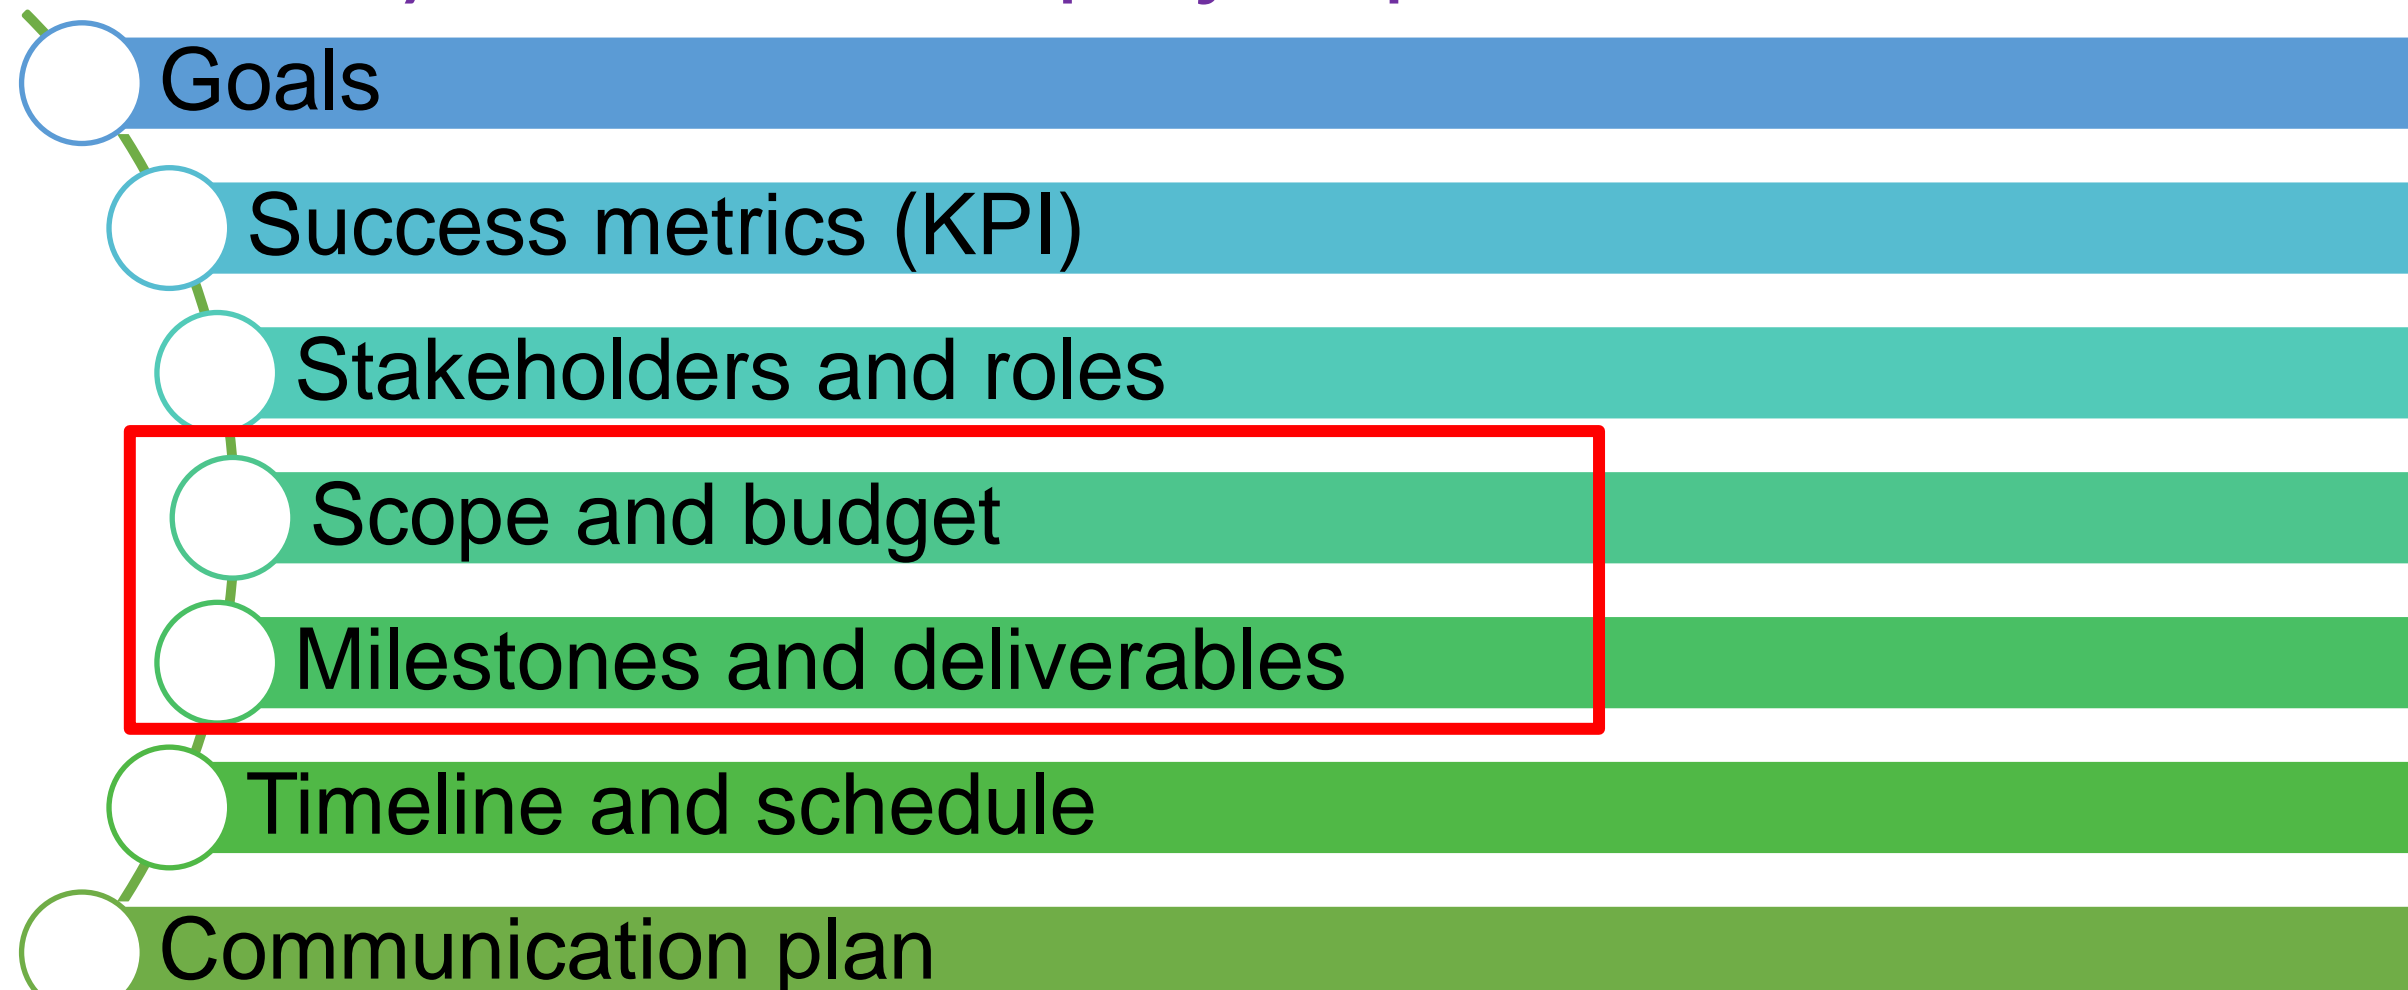 Goals
Success metrics (KPI)
Stakeholders and roles
Scope and budget
Milestones and deliverables
Timeline and schedule
Communication plan